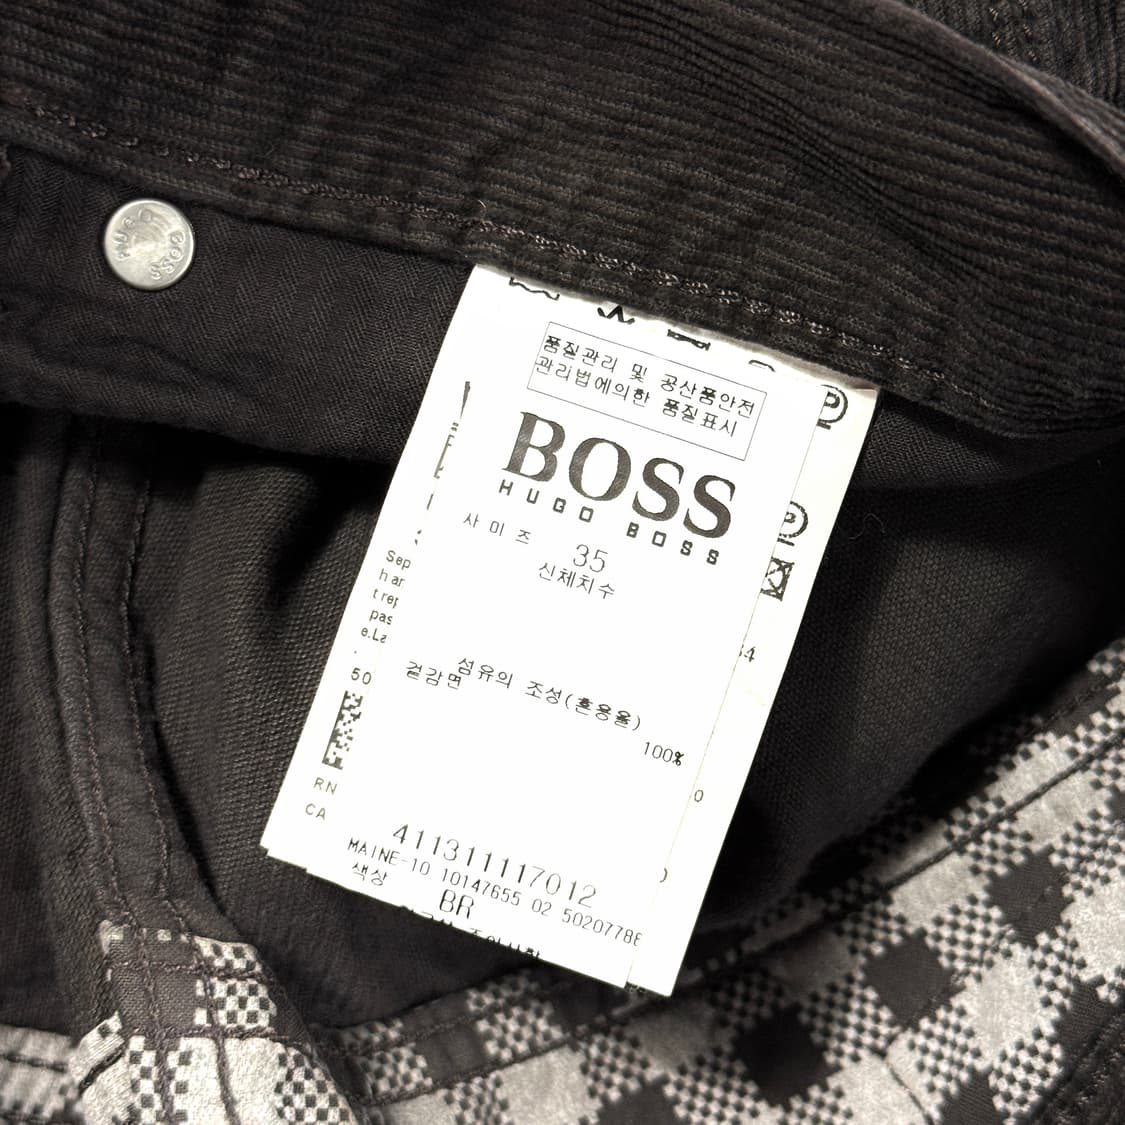 HUGO BOSS
품질관리 및 공산품안전
관리법에의한 품질표시
BOSS
HUGO BOSS
사이즈 35
신체치수
섬유의 조성(혼용율)
겉감면
100%
411311117012
MAINE-10 10147655 02 5020778
색상
BR
Sep
h ar
t rep
pas
e.La
50
RN
CA
P
P